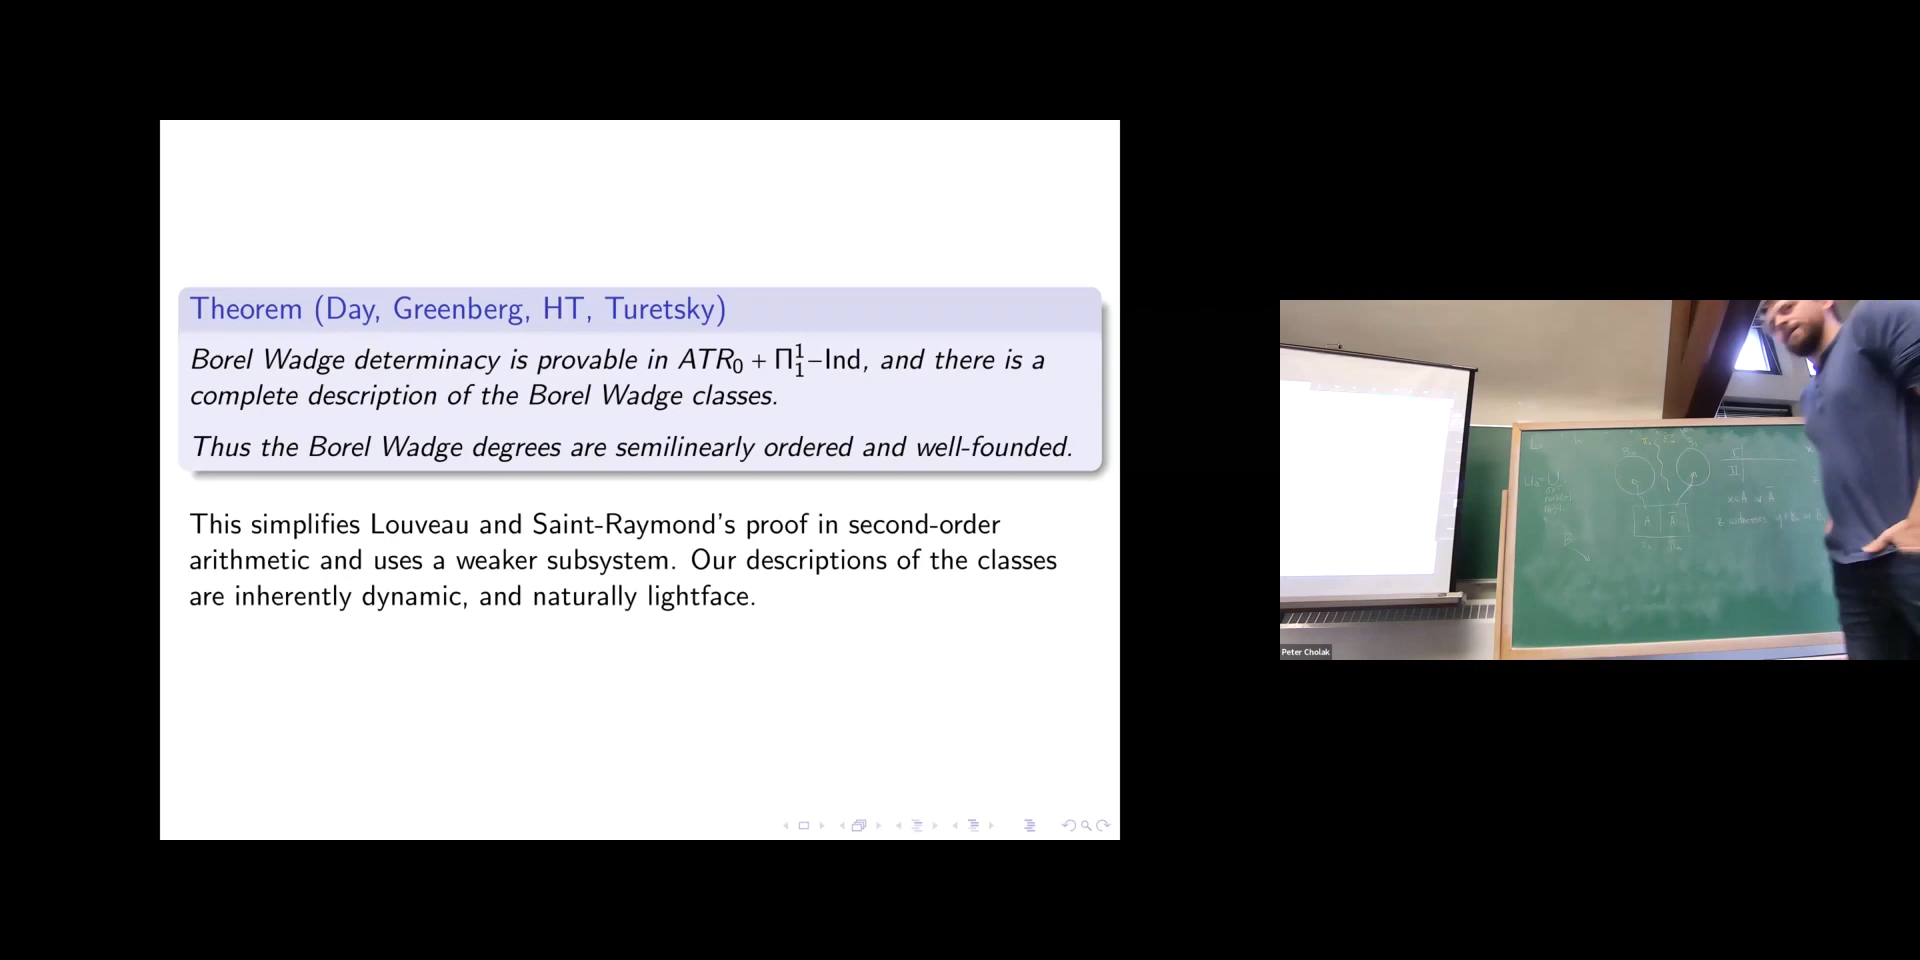 Theorem (Day, Greenberg, HT, Turetsky)
Borel Wadge determinacy is provable in ATR₀ + Π¹₁–Ind, and there is a
complete description of the Borel Wadge classes.
Thus the Borel Wadge degrees are semilinearly ordered and well-founded.
This simplifies Louveau and Saint-Raymond's proof in second-order
arithmetic and uses a weaker subsystem. Our descriptions of the classes
are inherently dynamic, and naturally lightface.
A Ā
Peter Cholak